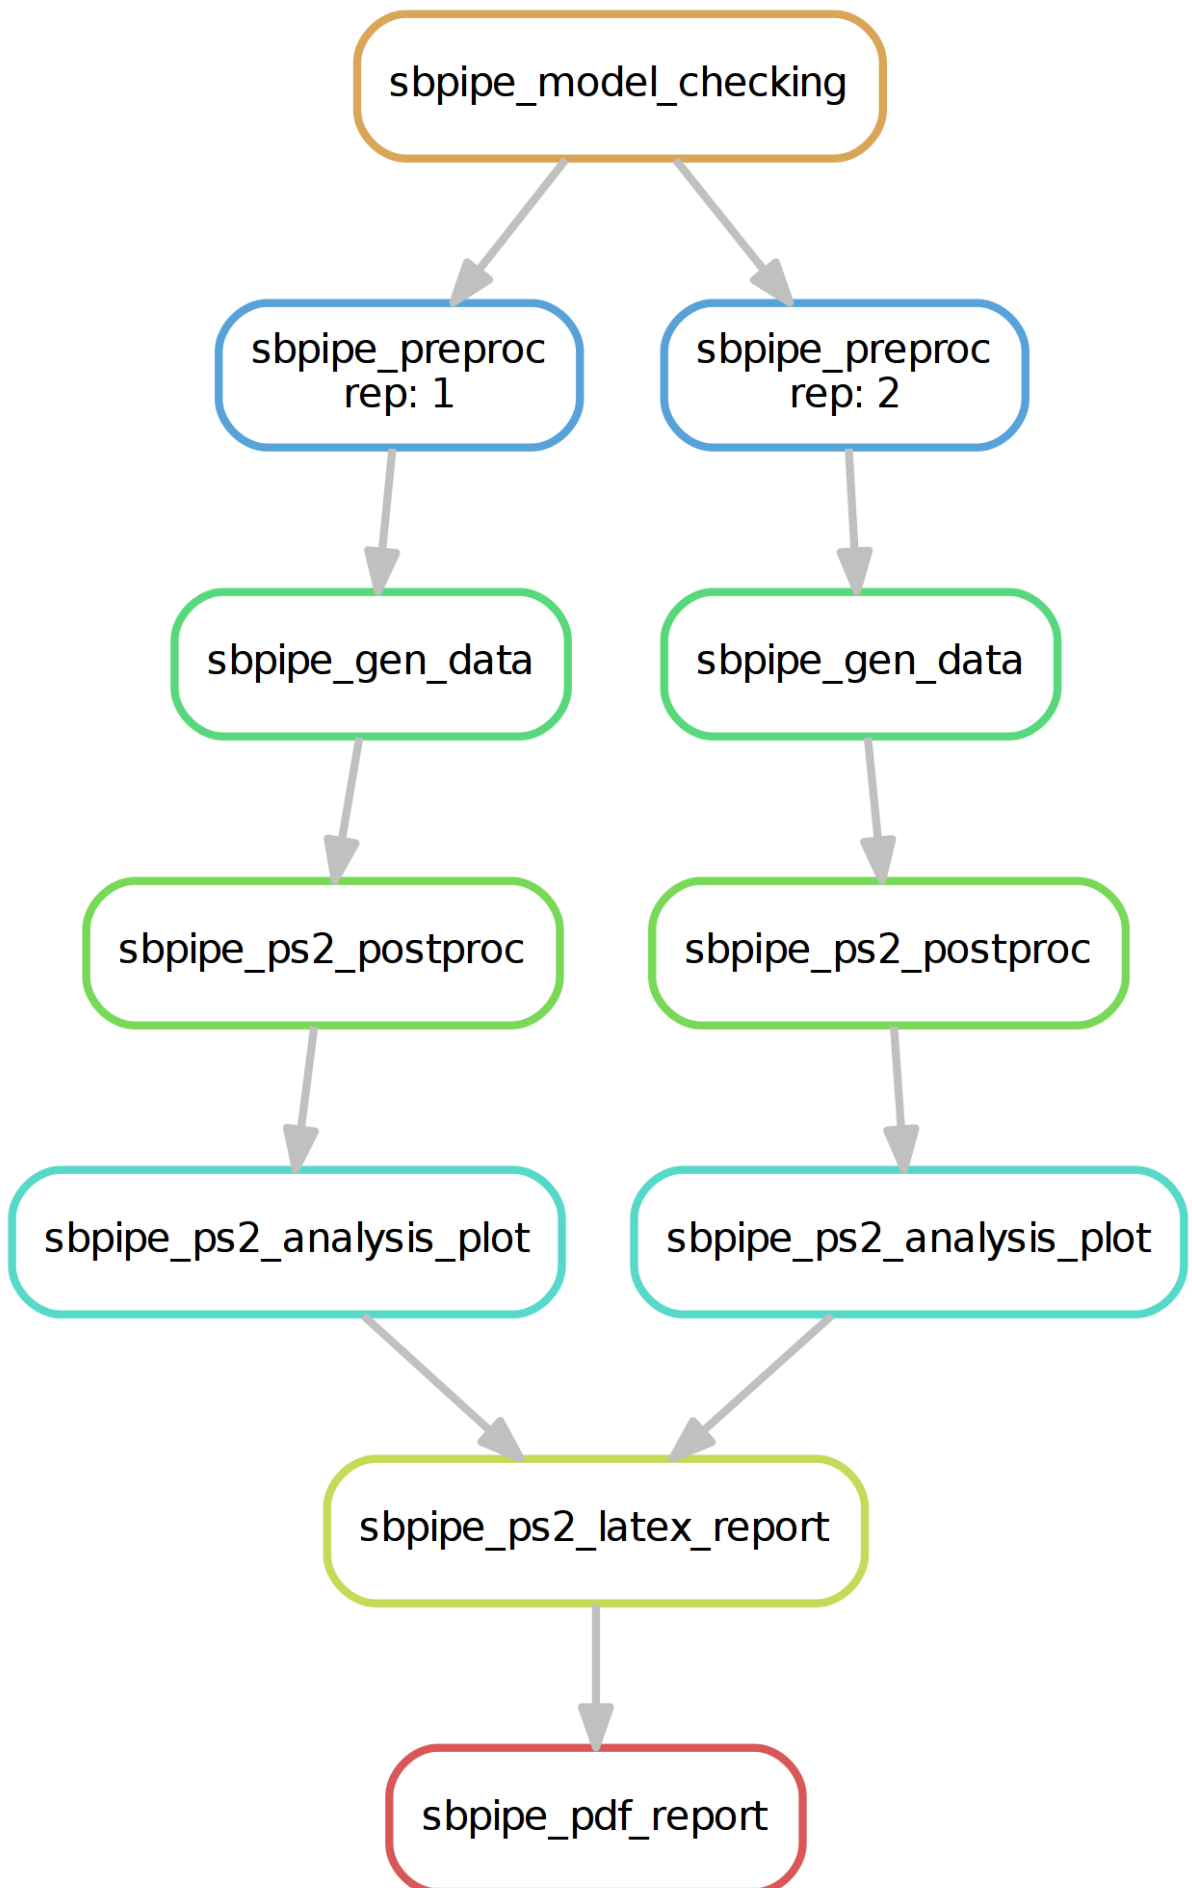 sbpipe_model_checking
sbpipe_preproc
rep: 1
sbpipe_preproc
rep: 2
sbpipe_gen_data
sbpipe_gen_data
sbpipe_ps2_postproc
sbpipe_ps2_postproc
sbpipe_ps2_analysis_plot
sbpipe_ps2_analysis_plot
sbpipe_ps2_latex_report
sbpipe_pdf_report